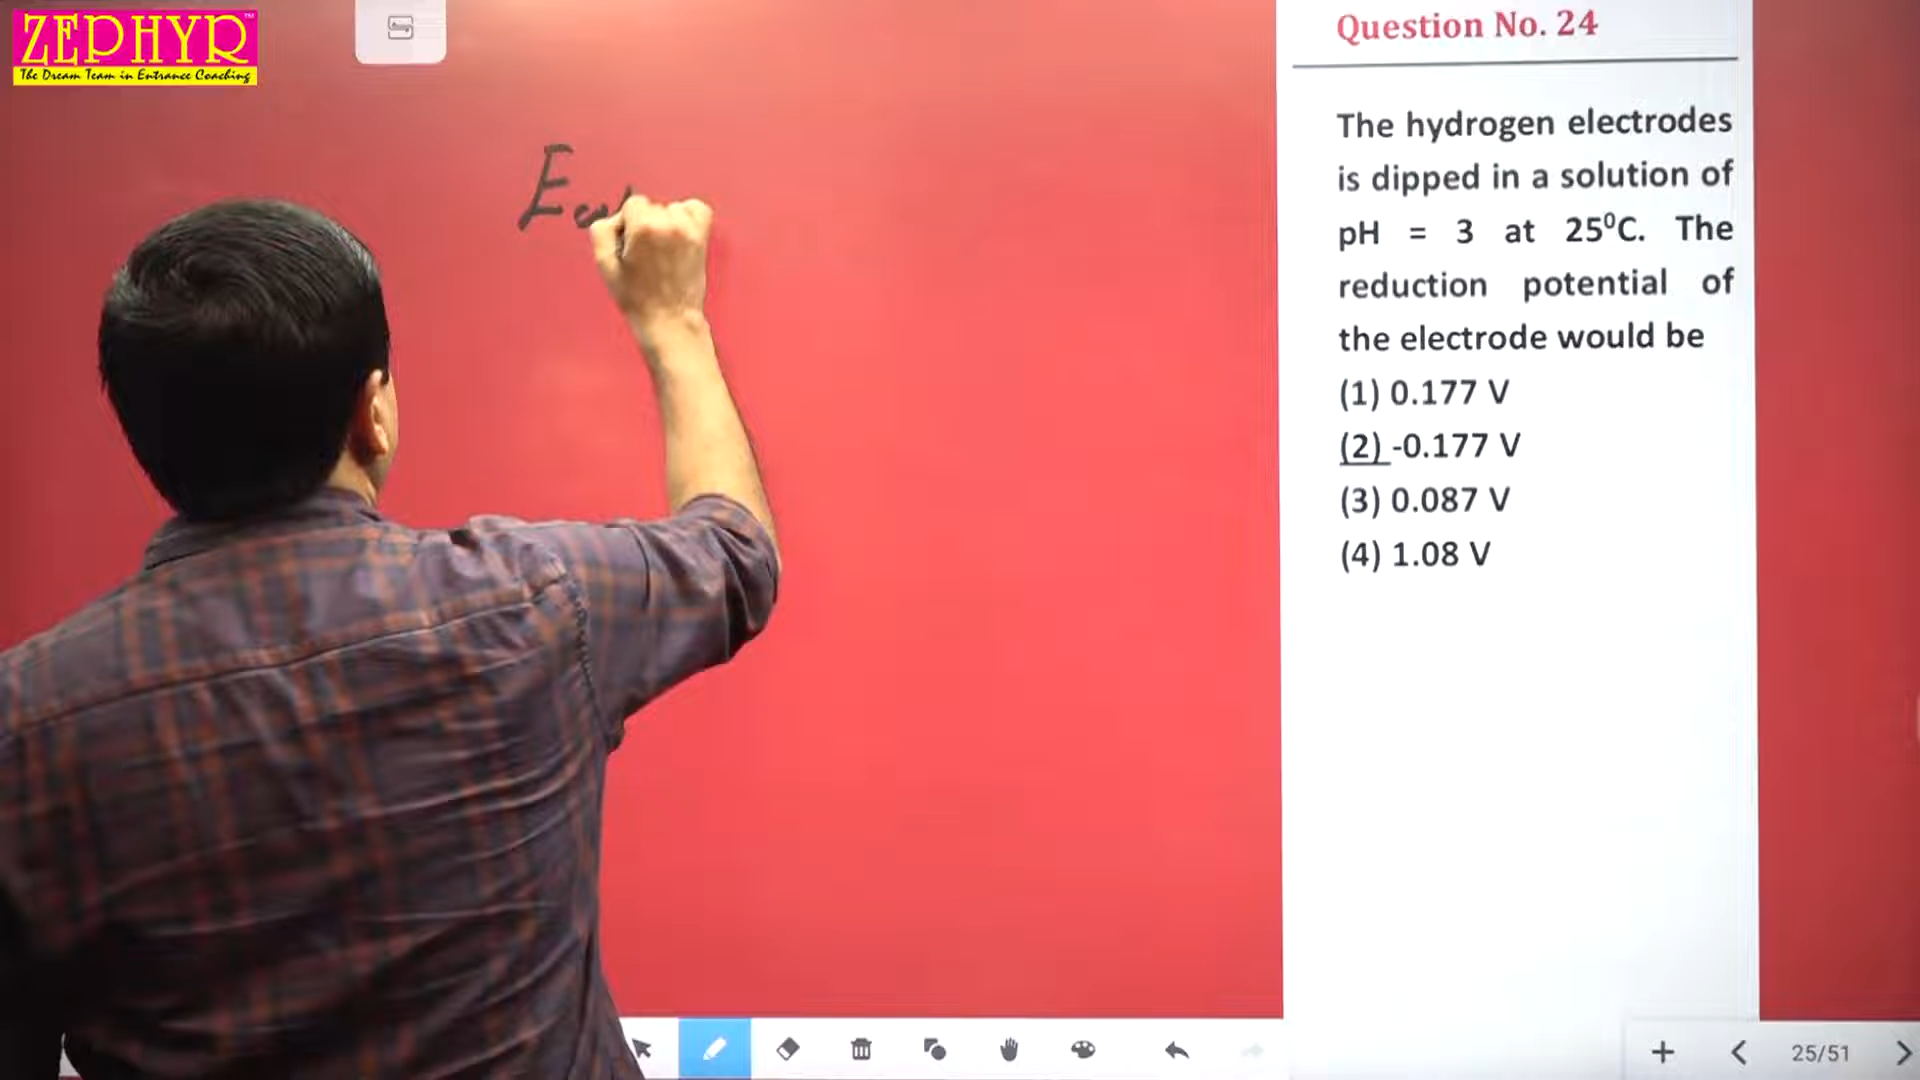 ZEPHYR™
The Dream Team in Entrance Coaching
Question No. 24
The hydrogen electrodes
is dipped in a solution of
pH = 3 at 25⁰C. The
reduction potential of
the electrode would be
(1) 0.177 V
(2) -0.177 V
(3) 0.087 V
(4) 1.08 V
E
25/51